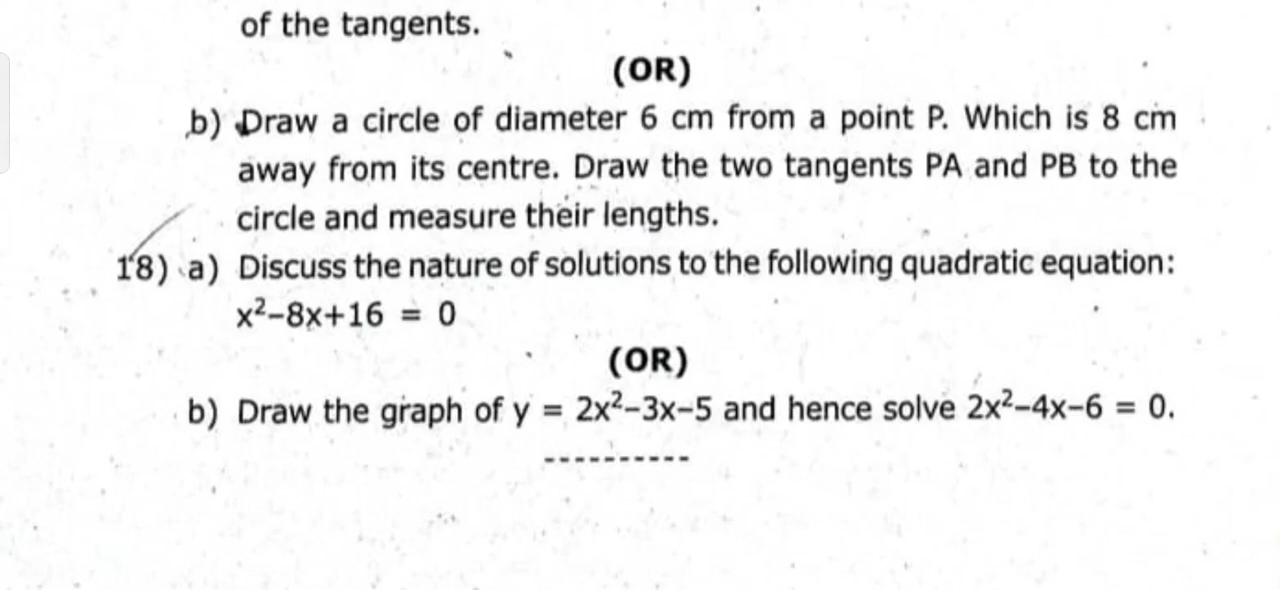 of the tangents.
(OR)
b) Draw a circle of diameter 6 cm from a point P. Which is 8 cm
away from its centre. Draw the two tangents PA and PB to the
circle and measure their lengths.
18) a) Discuss the nature of solutions to the following quadratic equation:
x²–8x+16 = 0
(OR)
b) Draw the graph of y = 2x²–3x–5 and hence solve 2x²–4x–6 = 0.
----------